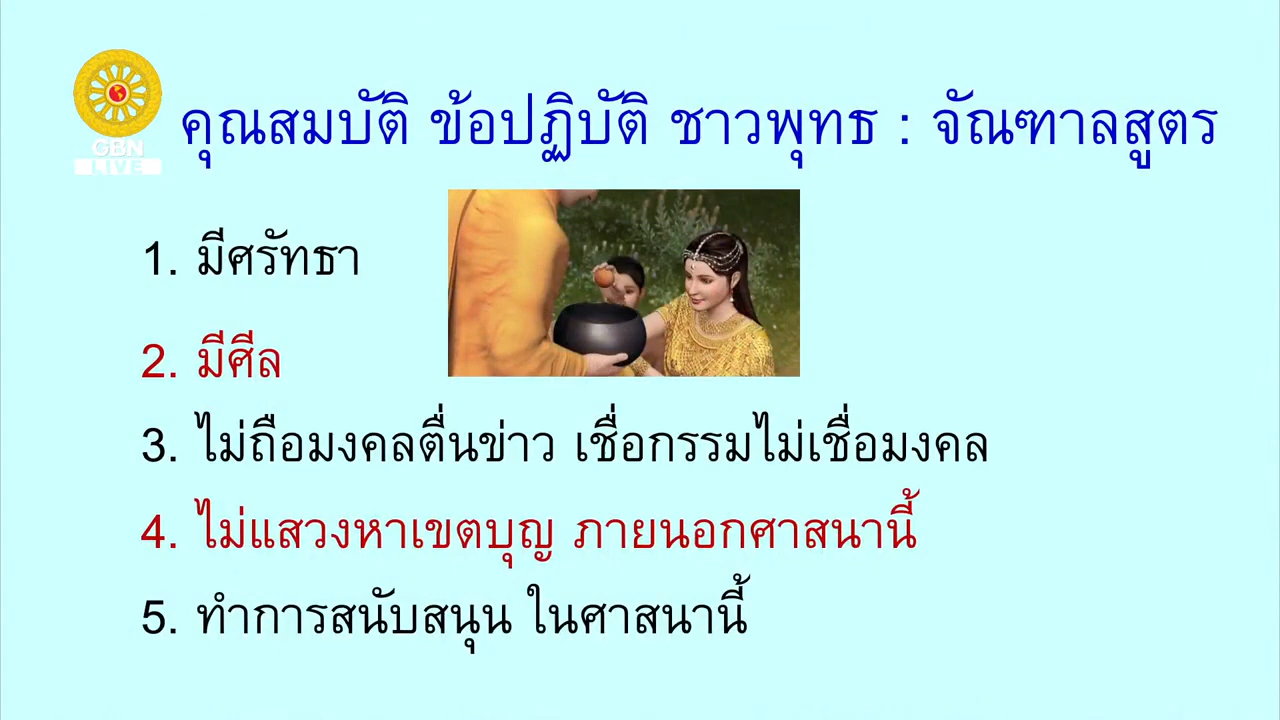 GBN
LIVE
คุณสมบัติ ข้อปฏิบัติ ชาวพุทธ : จัณฑาลสูตร
1. มีศรัทธา
2. มีศีล
3. ไม่ถือมงคลตื่นข่าว เชื่อกรรมไม่เชื่อมงคล
4. ไม่แสวงหาเขตบุญ ภายนอกศาสนานี้
5. ทำการสนับสนุน ในศาสนานี้